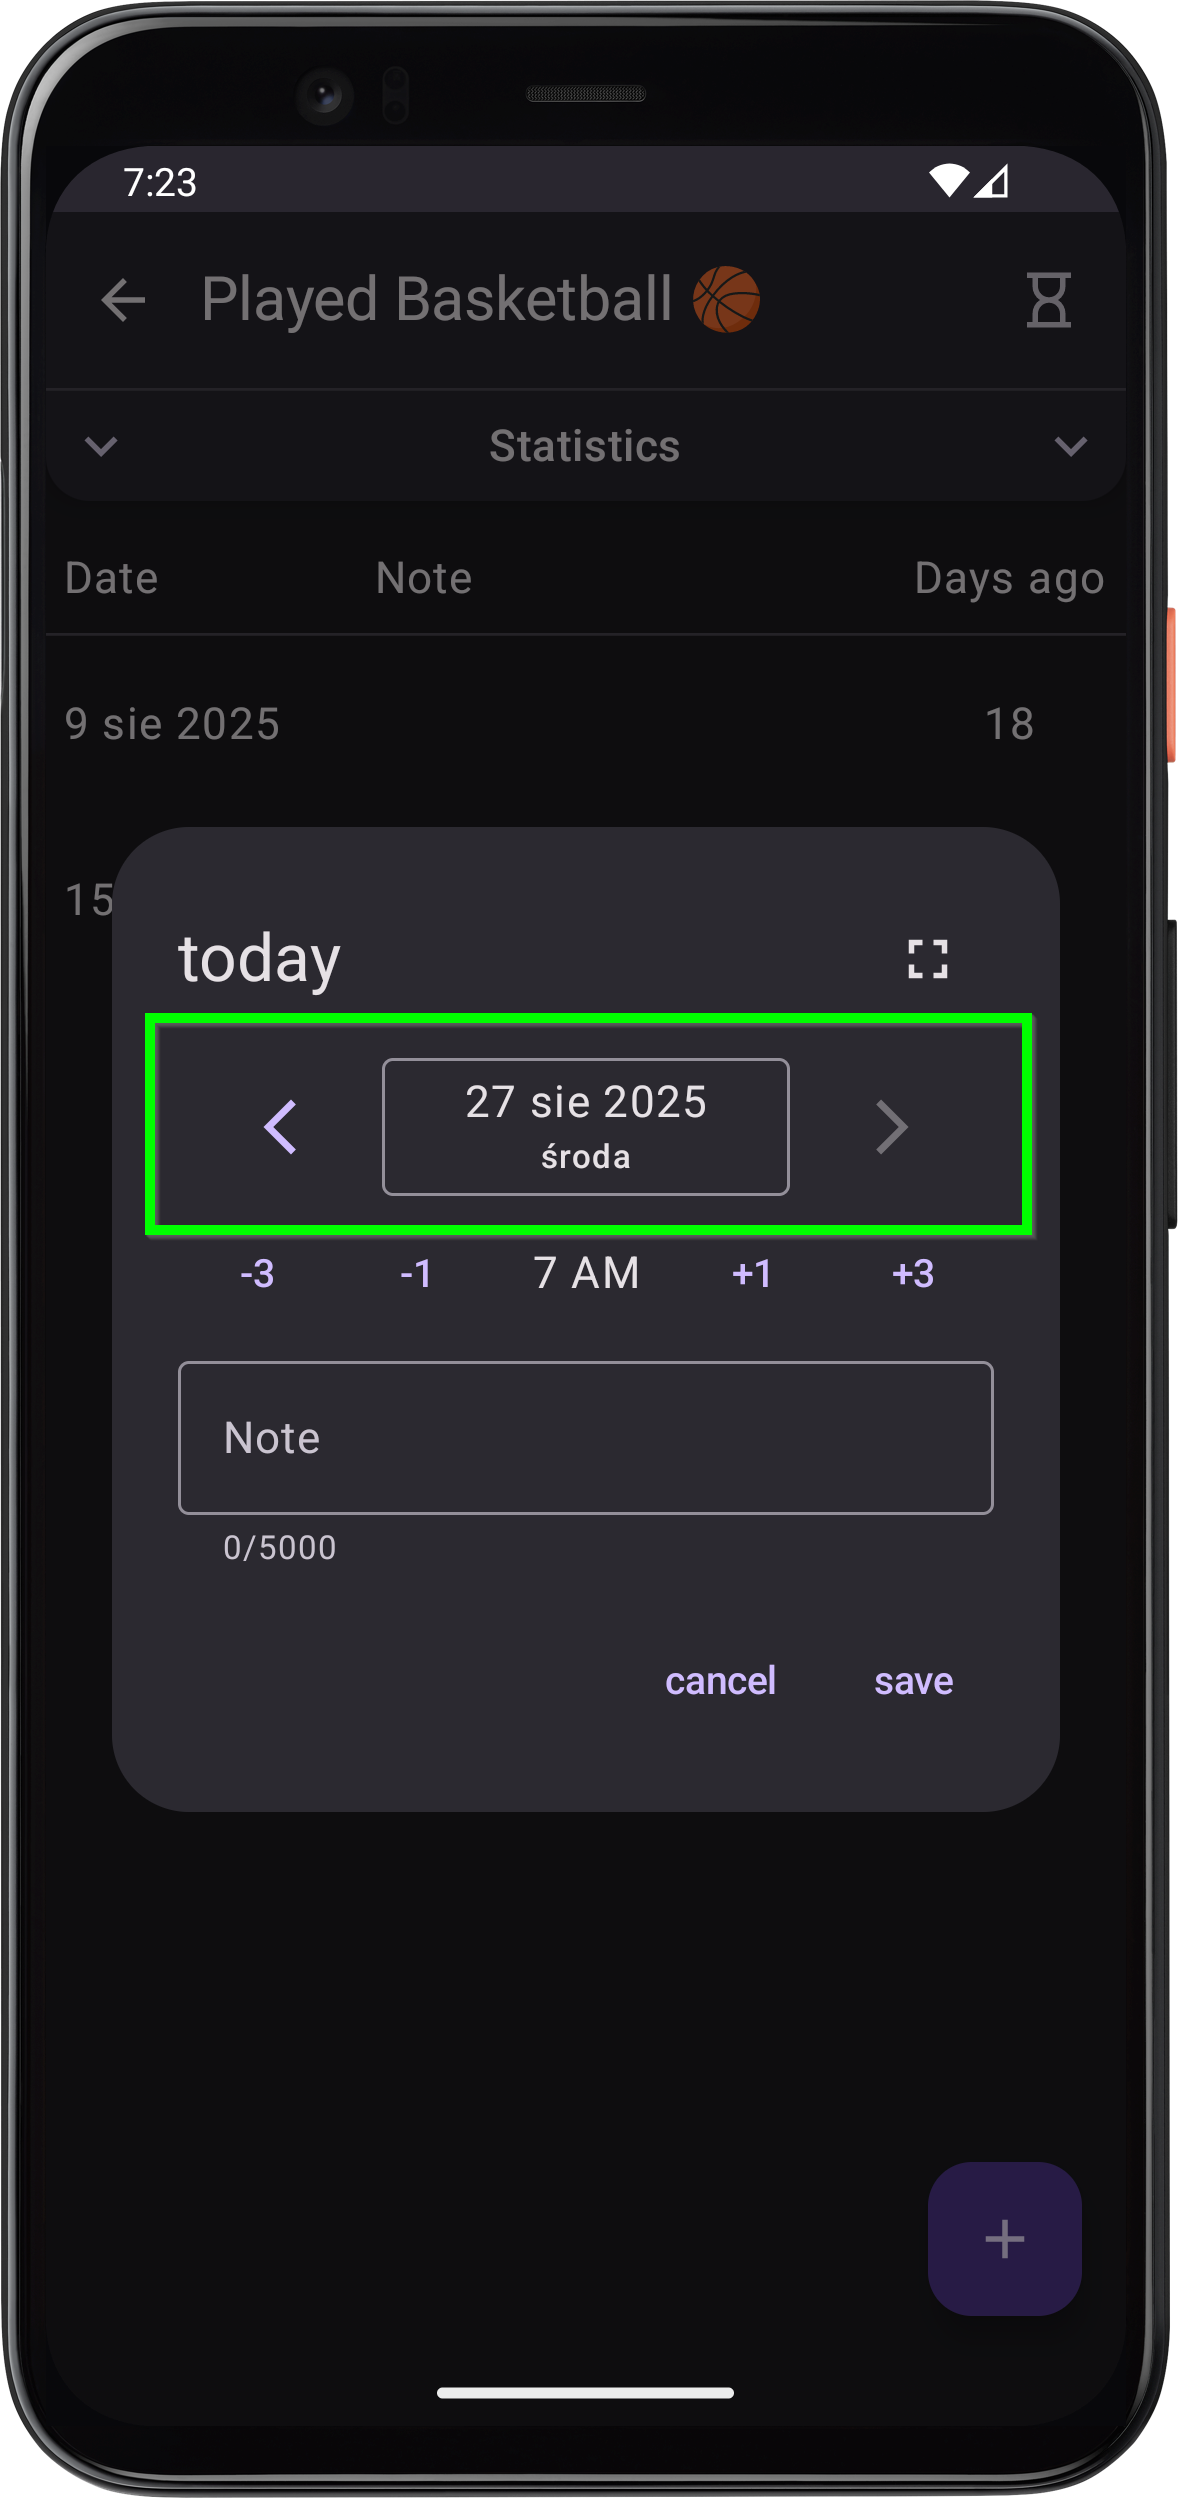 7:23
Played Basketball 🏀
Statistics
Date Note Days ago
9 sie 2025 18
15
today
27 sie 2025
środa
-3 -1 7 AM +1 +3
Note
0/5000
cancel save